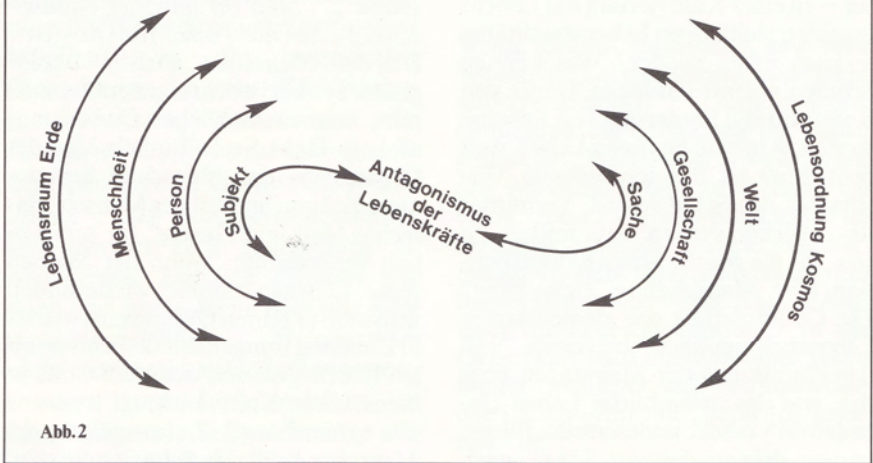 Lebensraum Erde
Menschheit
Person
Subjekt
Antagonismus
der
Lebenskräfte
Sache
Gesellschaft
Welt
Lebensordnung Kosmos
Abb.2